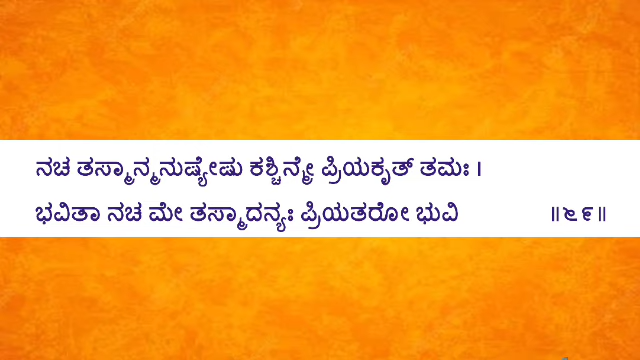 ನಚ ತಸ್ಮಾನ್ಮನುಷ್ಯೇಷು ಕಶ್ಚಿನ್ಮೇ ಪ್ರಿಯಕೃತ್ ತಮಃ ।
ಭವಿತಾ ನಚ ಮೇ ತಸ್ಮಾದನ್ಯಃ ಪ್ರಿಯತರೋ ಭುವಿ ॥೬೯॥